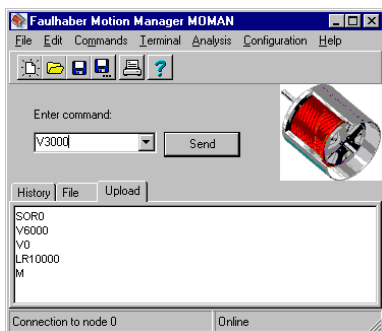 Faulhaber Motion Manager MOMAN
File Edit Commands Terminal Analysis Configuration Help
Enter command:
V3000
Send
History File Upload
SOR0
V6000
V0
LR10000
M
Connection to node 0 Online